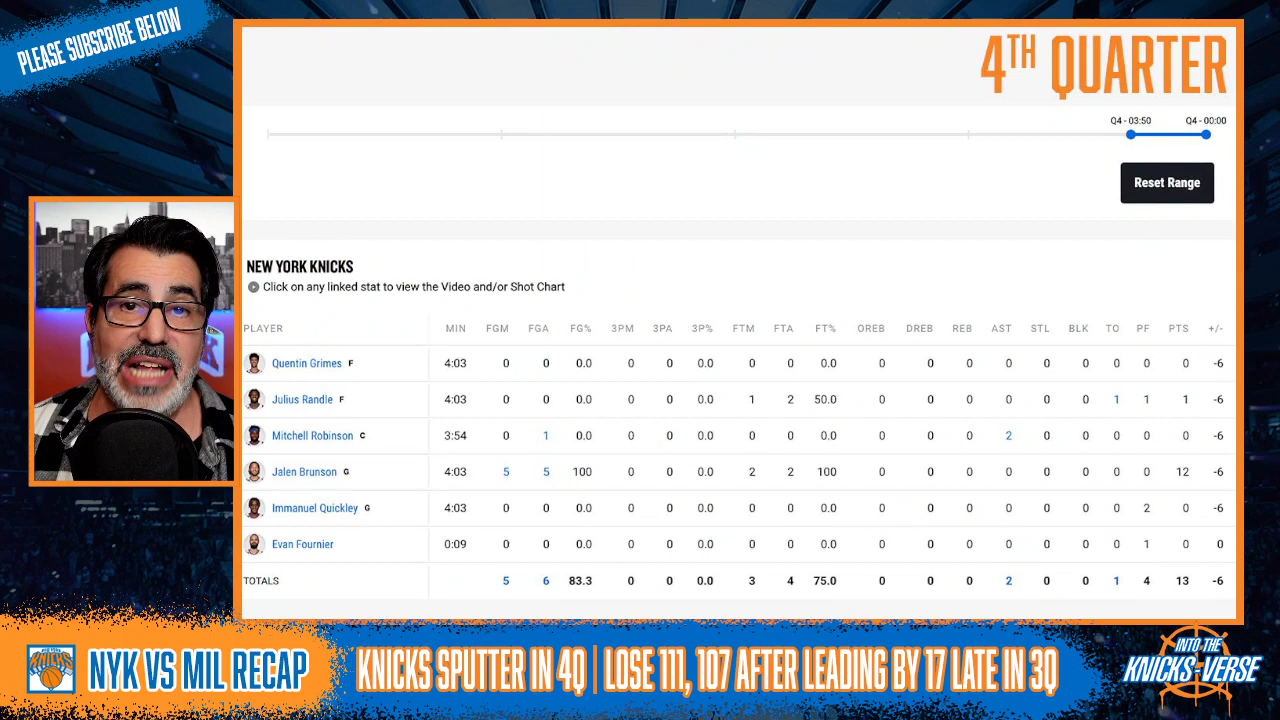 PLEASE SUBSCRIBE BELOW
4TH QUARTER
Q4 - 03:50 Q4 - 00:00
Reset Range
NEW YORK KNICKS
Click on any linked stat to view the Video and/or Shot Chart
PLAYER MIN FGM FGA FG% 3PM 3PA 3P% FTM FTA FT% OREB DREB REB AST STL BLK TO PF PTS +/-
Quentin Grimes F 4:03 0 0 0.0 0 0 0.0 0 0 0.0 0 0 0 0 0 0 0 0 0 -6
Julius Randle F 4:03 0 0 0.0 0 0 0.0 1 2 50.0 0 0 0 0 0 0 1 1 1 -6
Mitchell Robinson C 3:54 0 1 0.0 0 0 0.0 0 0 0.0 0 0 0 2 0 0 0 0 0 -6
Jalen Brunson G 4:03 5 5 100 0 0 0.0 2 2 100 0 0 0 0 0 0 0 0 12 -6
Immanuel Quickley G 4:03 0 0 0.0 0 0 0.0 0 0 0.0 0 0 0 0 0 0 0 2 0 -6
Evan Fournier 0:09 0 0 0.0 0 0 0.0 0 0 0.0 0 0 0 0 0 0 0 1 0 0
TOTALS 5 6 83.3 0 0 0.0 3 4 75.0 0 0 0 2 0 0 1 4 13 -6
NEW YORK
KNICKS
NYK VS MIL RECAP
KNICKS SPUTTER IN 4Q | LOSE 111, 107 AFTER LEADING BY 17 LATE IN 3Q
INTO THE
KNICKS-VERSE